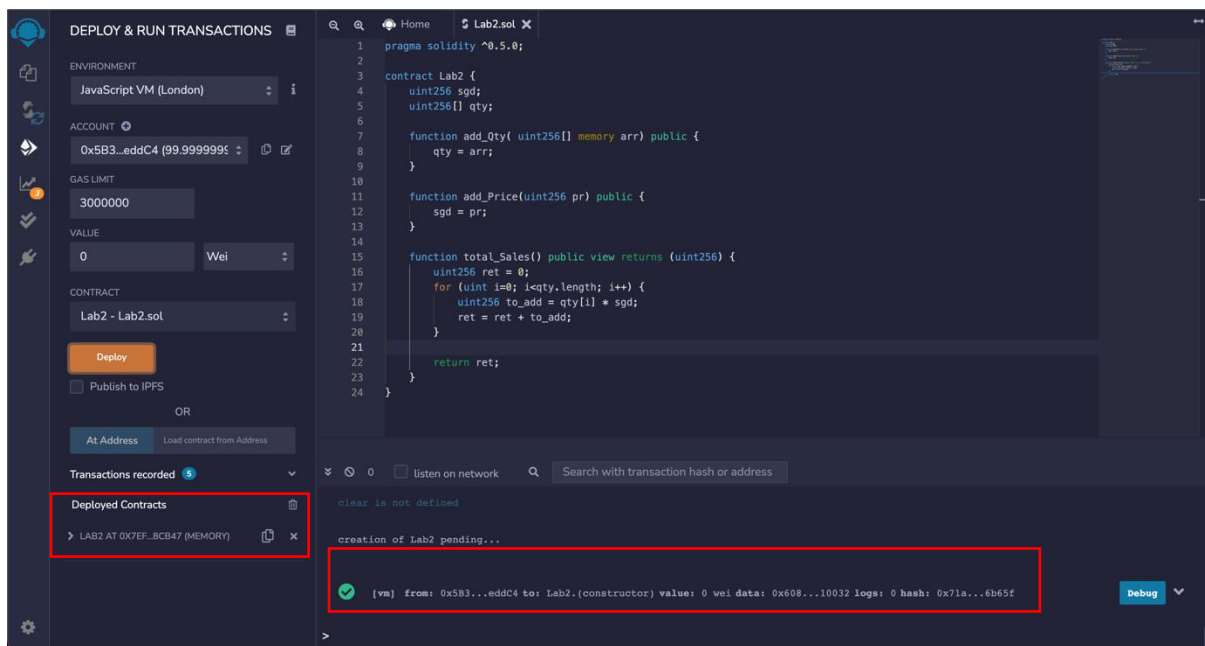 DEPLOY & RUN TRANSACTIONS
ENVIRONMENT
JavaScript VM (London)
i
ACCOUNT
0x5B3...eddC4 (99.9999999
GAS LIMIT
3000000
3
VALUE
0
Wei
CONTRACT
Lab2 - Lab2.sol
Deploy
Publish to IPFS
OR
At Address
Load contract from Address
Transactions recorded 5
Deployed Contracts
LAB2 AT 0X7EF...8CB47 (MEMORY)
Home
Lab2.sol
1 pragma solidity ^0.5.0;
2
3 contract Lab2 {
4 uint256 sgd;
5 uint256[] qty;
6
7 function add_Qty( uint256[] memory arr) public {
8 qty = arr;
9 }
10
11 function add_Price(uint256 pr) public {
12 sgd = pr;
13 }
14
15 function total_Sales() public view returns (uint256) {
16 uint256 ret = 0;
17 for (uint i=0; i<qty.length; i++) {
18 uint256 to_add = qty[i] * sgd;
19 ret = ret + to_add;
20 }
21
22 return ret;
23 }
24 }
0
listen on network
Search with transaction hash or address
clear is not defined
creation of Lab2 pending...
[vm] from: 0x5B3...eddC4 to: Lab2.(constructor) value: 0 wei data: 0x608...10032 logs: 0 hash: 0x71a...6b65f
Debug
>